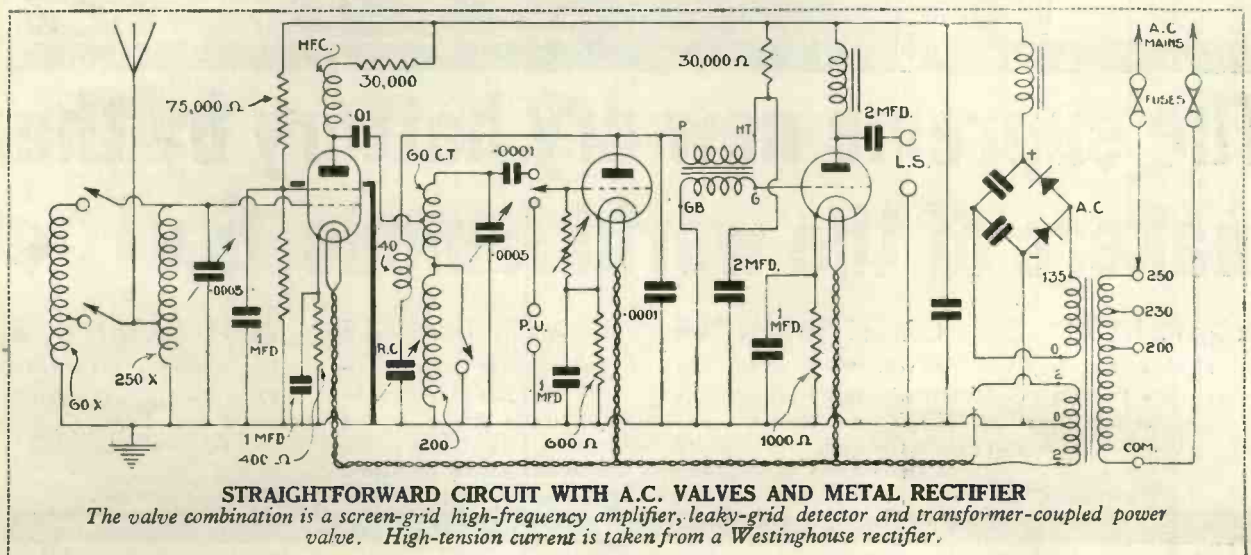 H.F.C.
30,000
75,000 Ω
.01
60 C.T
.0001
.0005
40
R.C.
.0005
1 MFD
250 X
60 X
1 MFD
400 Ω
200
P.U.
1 MFD
600 Ω
.0001
30,000 Ω
P
HT.
GB
G
2 MFD.
1 MFD.
1000 Ω
2 MFD.
L.S.
+
A.C
-
135
0
2
0
2
A.C
MAINS
FUSES
250
230
200
COM.
STRAIGHTFORWARD CIRCUIT WITH A.C. VALVES AND METAL RECTIFIER
The valve combination is a screen-grid high-frequency amplifier, leaky-grid detector and transformer-coupled power
valve. High-tension current is taken from a Westinghouse rectifier.